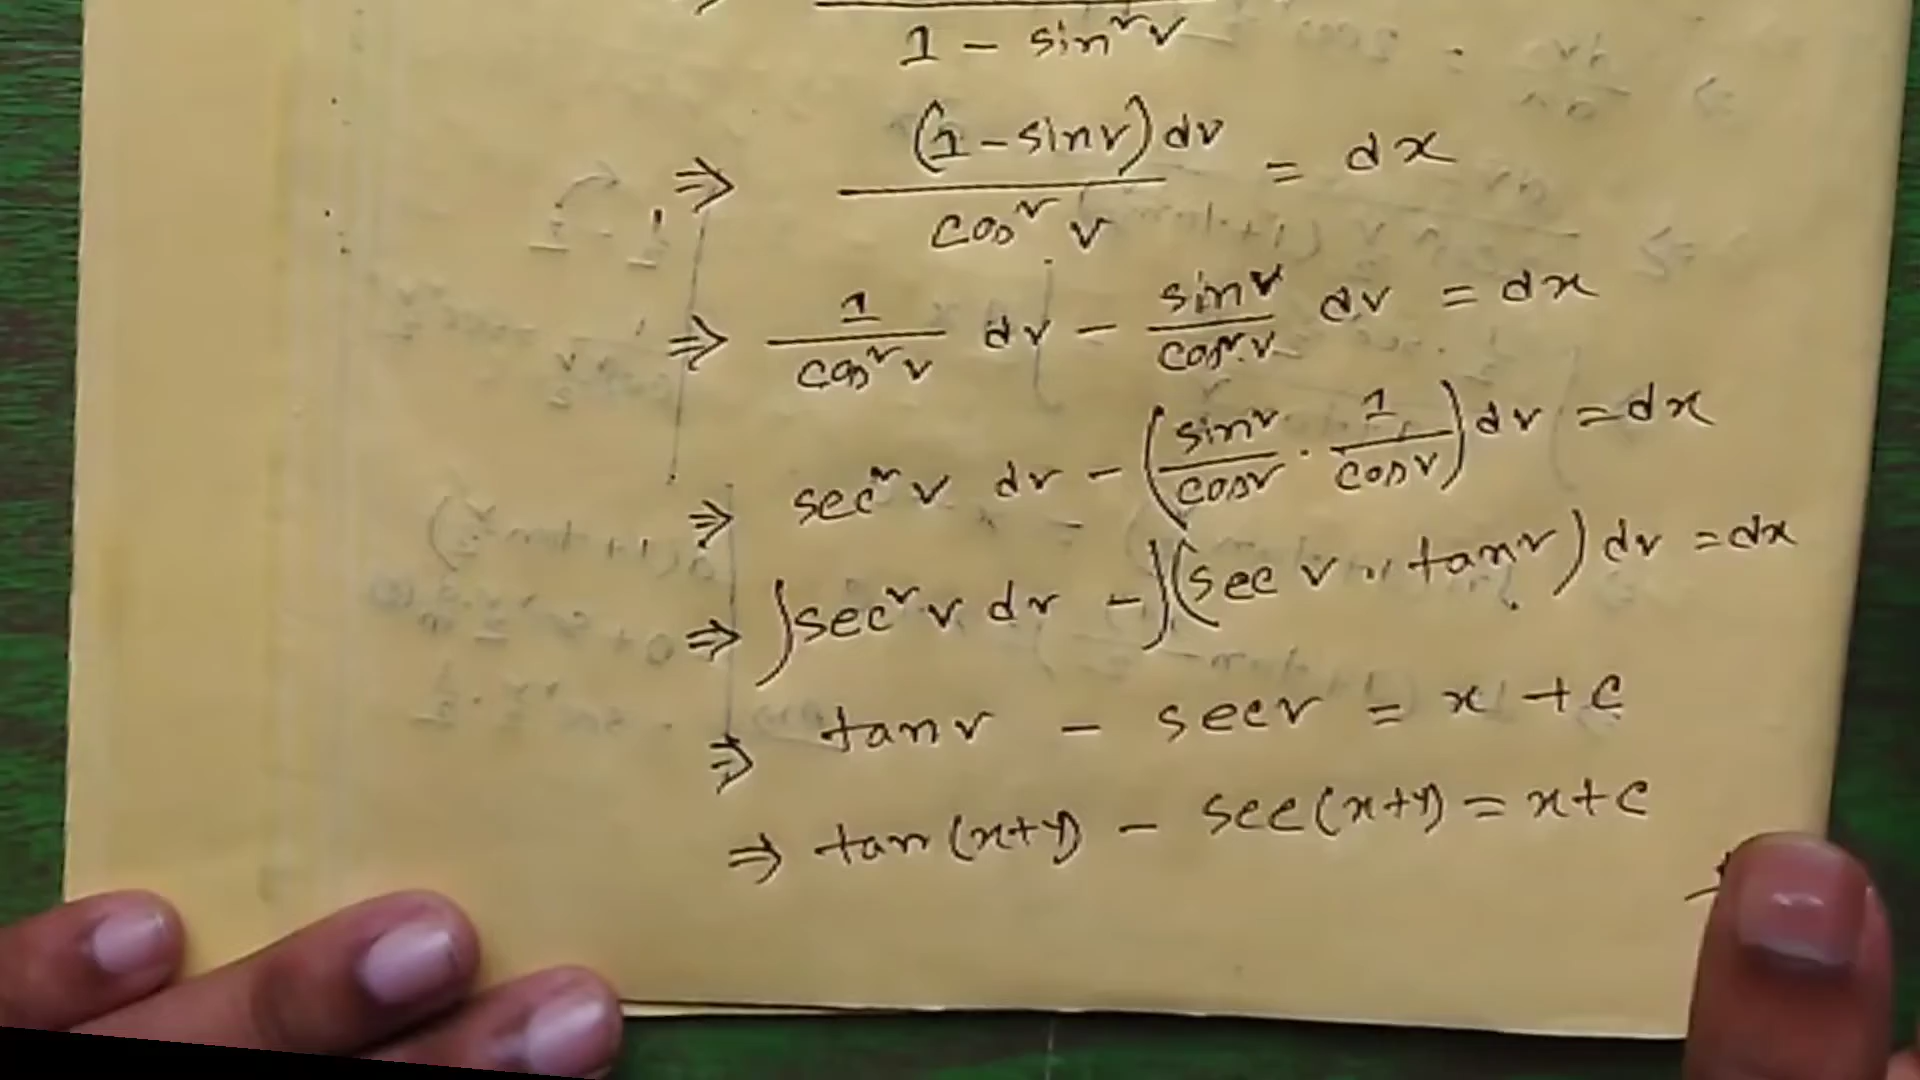 1 - sin²v
⇒ (1-sinv)dv / cos²v = dx
⇒ 1/cos²v dv - sinv/cos²v dv = dx
⇒ sec²v dv - (sinv/cosv · 1/cosv)dv = dx
⇒ ∫sec²v dv - ∫(sec v · tanv)dv = dx
⇒ tanv - secv = x + c
⇒ tan(x+y) - sec(x+y) = x+c